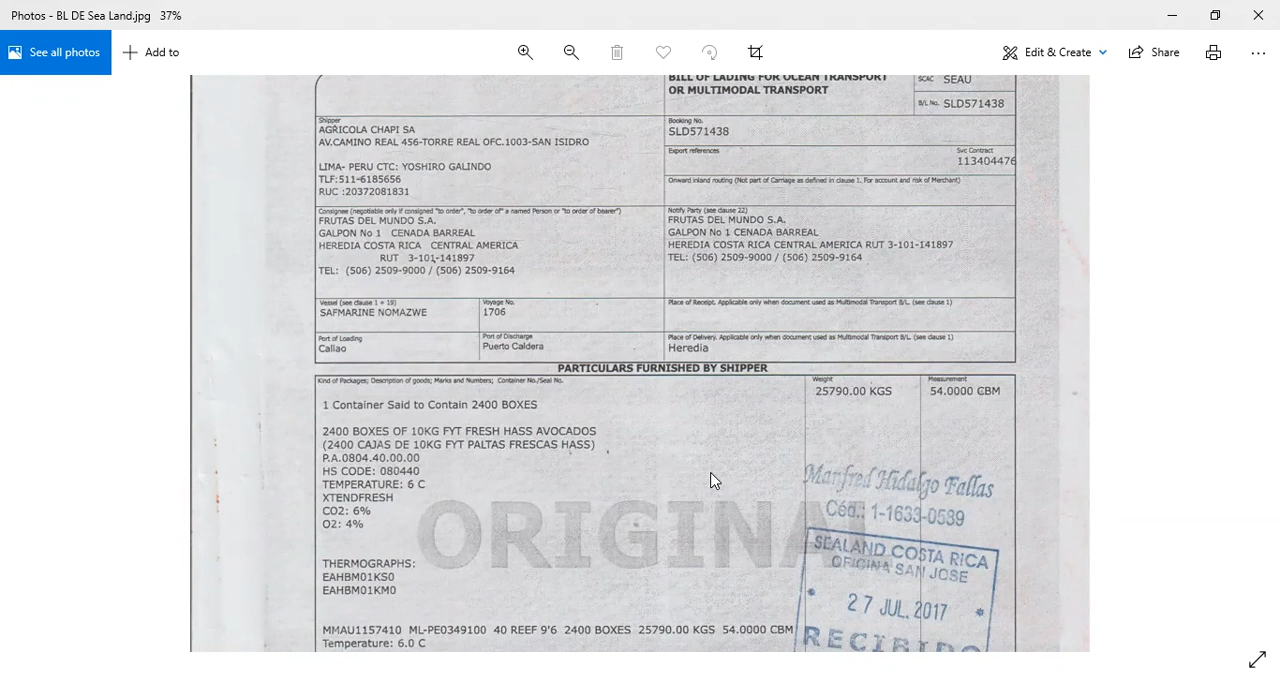 Photos - BL DE Sea Land.jpg 37%
See all photos
Add to
Edit & Create
Share
BILL OF LADING FOR OCEAN TRANSPORT
OR MULTIMODAL TRANSPORT
SCAC SEAU
B/L No. SLD571438
Shipper
AGRICOLA CHAPI SA
AV.CAMINO REAL 456-TORRE REAL OFC.1003-SAN ISIDRO
LIMA- PERU CTC: YOSHIRO GALINDO
TLF:511-6185656
RUC :20372081831
Booking No.
SLD571438
Export references
Svc Contract
113404476
Onward inland routing (Not part of Carriage as defined in clause 1. For account and risk of Merchant)
Consignee (negotiable only if consigned "to order", "to order of" a named Person or "to order of bearer")
FRUTAS DEL MUNDO S.A.
GALPON No 1 CENADA BARREAL
HEREDIA COSTA RICA CENTRAL AMERICA
RUT 3-101-141897
TEL: (506) 2509-9000 / (506) 2509-9164
Notify Party (see clause 22)
FRUTAS DEL MUNDO S.A.
GALPON No 1 CENADA BARREAL
HEREDIA COSTA RICA CENTRAL AMERICA RUT 3-101-141897
TEL: (506) 2509-9000 / (506) 2509-9164
Vessel (see clause 1 + 19)
SAFMARINE NOMAZWE
Voyage No.
1706
Place of Receipt. Applicable only when document used as Multimodal Transport B/L. (see clause 1)
Port of Loading
Callao
Port of Discharge
Puerto Caldera
Place of Delivery. Applicable only when document used as Multimodal Transport B/L. (see clause 1)
Heredia
PARTICULARS FURNISHED BY SHIPPER
Kind of Packages; Description of goods; Marks and Numbers; Container No./Seal No.
Weight
25790.00 KGS
Measurement
54.0000 CBM
1 Container Said to Contain 2400 BOXES
2400 BOXES OF 10KG FYT FRESH HASS AVOCADOS
(2400 CAJAS DE 10KG FYT PALTAS FRESCAS HASS)
P.A.0804.40.00.00
HS CODE: 080440
TEMPERATURE: 6 C
XTENDFRESH
CO2: 6%
O2: 4%
ORIGINAL
Manfred Hidalgo Fallas
Céd.: 1-1633-0539
SEALAND COSTA RICA
OFICINA SAN JOSE
27 JUL. 2017
RECIBIDO
THERMOGRAPHS:
EAHBM01KS0
EAHBM01KM0
MMAU1157410 ML-PE0349100 40 REEF 9'6 2400 BOXES 25790.00 KGS 54.0000 CBM
Temperature: 6.0 C